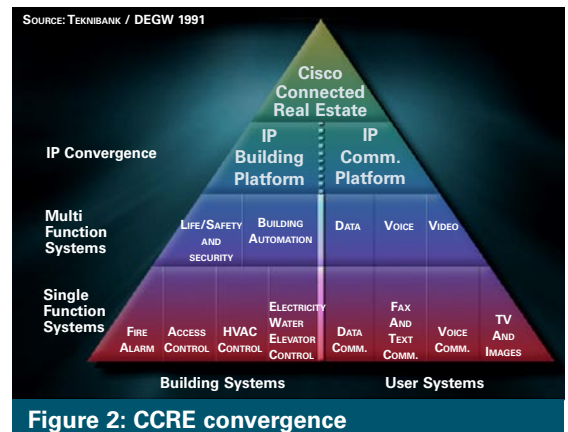 SOURCE: TEKNIBANK / DEGW 1991
Cisco
Connected
Real Estate
IP Convergence
IP
Building
Platform
IP
Comm.
Platform
Multi
Function
Systems
LIFE/SAFETY
AND
SECURITY
BUILDING
AUTOMATION
DATA
VOICE
VIDEO
Single
Function
Systems
FIRE
ALARM
ACCESS
CONTROL
HVAC
CONTROL
ELECTRICITY
WATER
ELEVATOR
CONTROL
DATA
COMM.
FAX
AND
TEXT
COMM.
VOICE
COMM.
TV
AND
IMAGES
Building Systems
User Systems
Figure 2: CCRE convergence